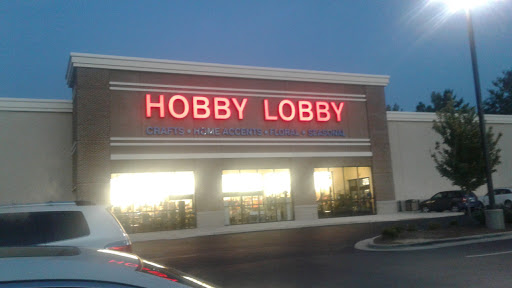 HOBBY LOBBY
CRAFTS • HOME ACCENTS • FLORAL • SEASONAL